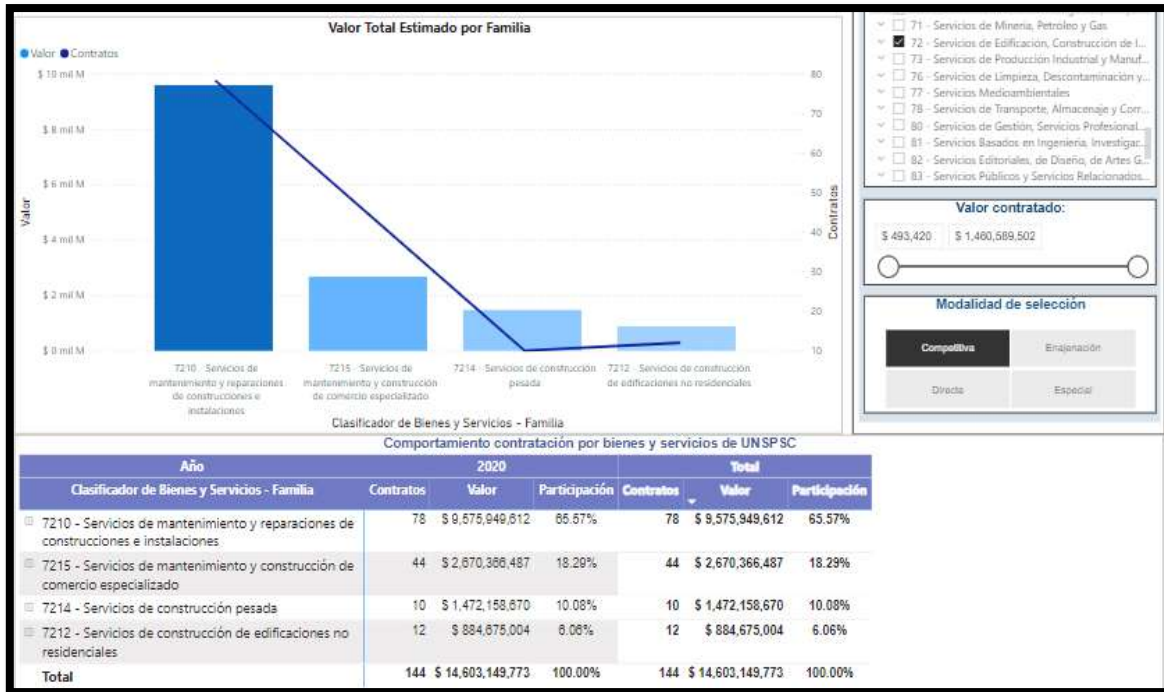 Valor Total Estimado por Familia
Valor Contratos
$ 10 mil M
$ 8 mil M
$ 6 mil M
$ 4 mil M
$ 2 mil M
$ 0 mil M
Valor
80
70
60
50
40
30
20
10
Contratos
7210 - Servicios de
mantenimiento y reparaciones
de construcciones e
instalaciones
7215 - Servicios de
mantenimiento y construcción
de comercio especializado
7214 - Servicios de construcción
pesada
7212 - Servicios de construcción
de edificaciones no residenciales
Clasificador de Bienes y Servicios - Familia
71 - Servicios de Mineria, Petróleo y Gas
72 - Servicios de Edificación, Construcción de I...
73 - Servicios de Producción Industrial y Manuf...
76 - Servicios de Limpieza, Descontaminación y...
77 - Servicios Medioambientales
78 - Servicios de Transporte, Almacenaje y Corr...
80 - Servicios de Gestión, Servicios Profesional...
81 - Servicios Basados en Ingeniería, Investigac...
82 - Servicios Editoriales, de Diseño, de Artes G...
83 - Servicios Públicos y Servicios Relacionados...
Valor contratado:
$ 493,420 $ 1,460,589,502
Modalidad de selección
Competitiva Enajenación
Directa Especial
Comportamiento contratación por bienes y servicios de UNSPSC
Año 2020 Total
Clasificador de Bienes y Servicios - Familia Contratos Valor Participación Contratos Valor Participación
7210 - Servicios de mantenimiento y reparaciones de 78 $ 9,575,949,612 65.57% 78 $ 9,575,949,612 65.57%
construcciones e instalaciones
7215 - Servicios de mantenimiento y construcción de 44 $ 2,670,366,487 18.29% 44 $ 2,670,366,487 18.29%
comercio especializado
7214 - Servicios de construcción pesada 10 $ 1,472,158,670 10.08% 10 $ 1,472,158,670 10.08%
7212 - Servicios de construcción de edificaciones no 12 $ 884,675,004 6.06% 12 $ 884,675,004 6.06%
residenciales
Total 144 $ 14,603,149,773 100.00% 144 $ 14,603,149,773 100.00%